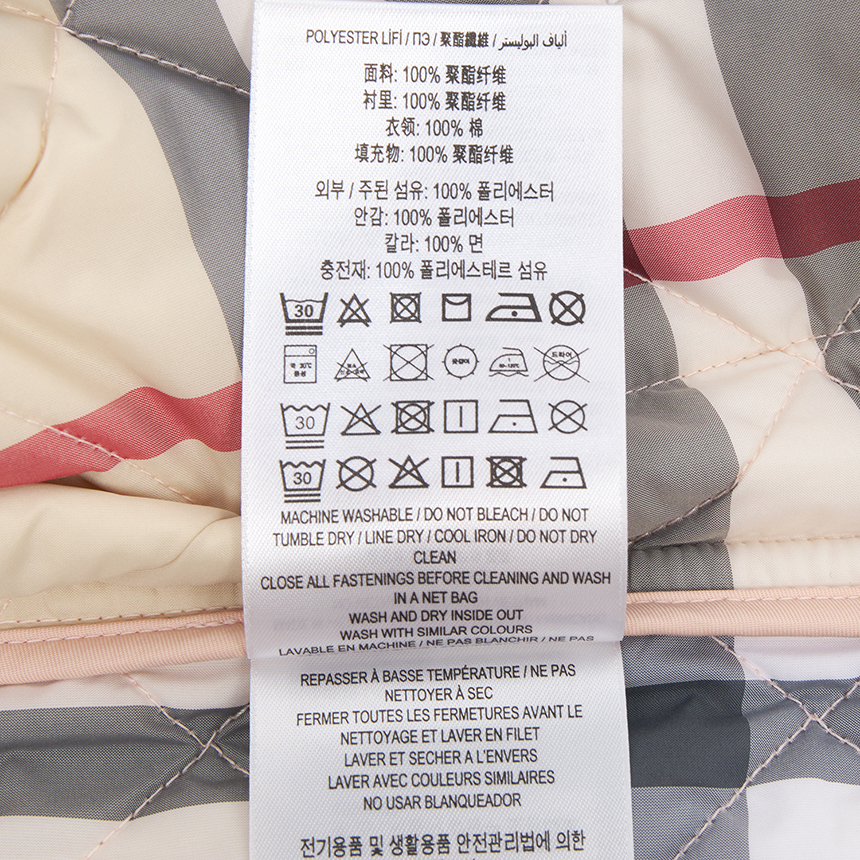 POLYESTER LİFİ / ПЭ / 聚酯纖維 / ألياف البوليستر
面料: 100% 聚酯纤维
衬里: 100% 聚酯纤维
衣领: 100% 棉
填充物: 100% 聚酯纤维
외부 / 주된 섬유: 100% 폴리에스터
안감: 100% 폴리에스터
칼라: 100% 면
충전재: 100% 폴리에스테르 섬유
30
약 30℃
중성
드라이
30
30
MACHINE WASHABLE / DO NOT BLEACH / DO NOT
TUMBLE DRY / LINE DRY / COOL IRON / DO NOT DRY
CLEAN
CLOSE ALL FASTENINGS BEFORE CLEANING AND WASH
IN A NET BAG
WASH AND DRY INSIDE OUT
WASH WITH SIMILAR COLOURS
LAVABLE EN MACHINE / NE PAS BLANCHIR / NE PAS
REPASSER À BASSE TEMPÉRATURE / NE PAS
NETTOYER À SEC
FERMER TOUTES LES FERMETURES AVANT LE
NETTOYAGE ET LAVER EN FILET
LAVER ET SECHER A L'ENVERS
LAVER AVEC COULEURS SIMILAIRES
NO USAR BLANQUEADOR
전기용품 및 생활용품 안전관리법에 의한